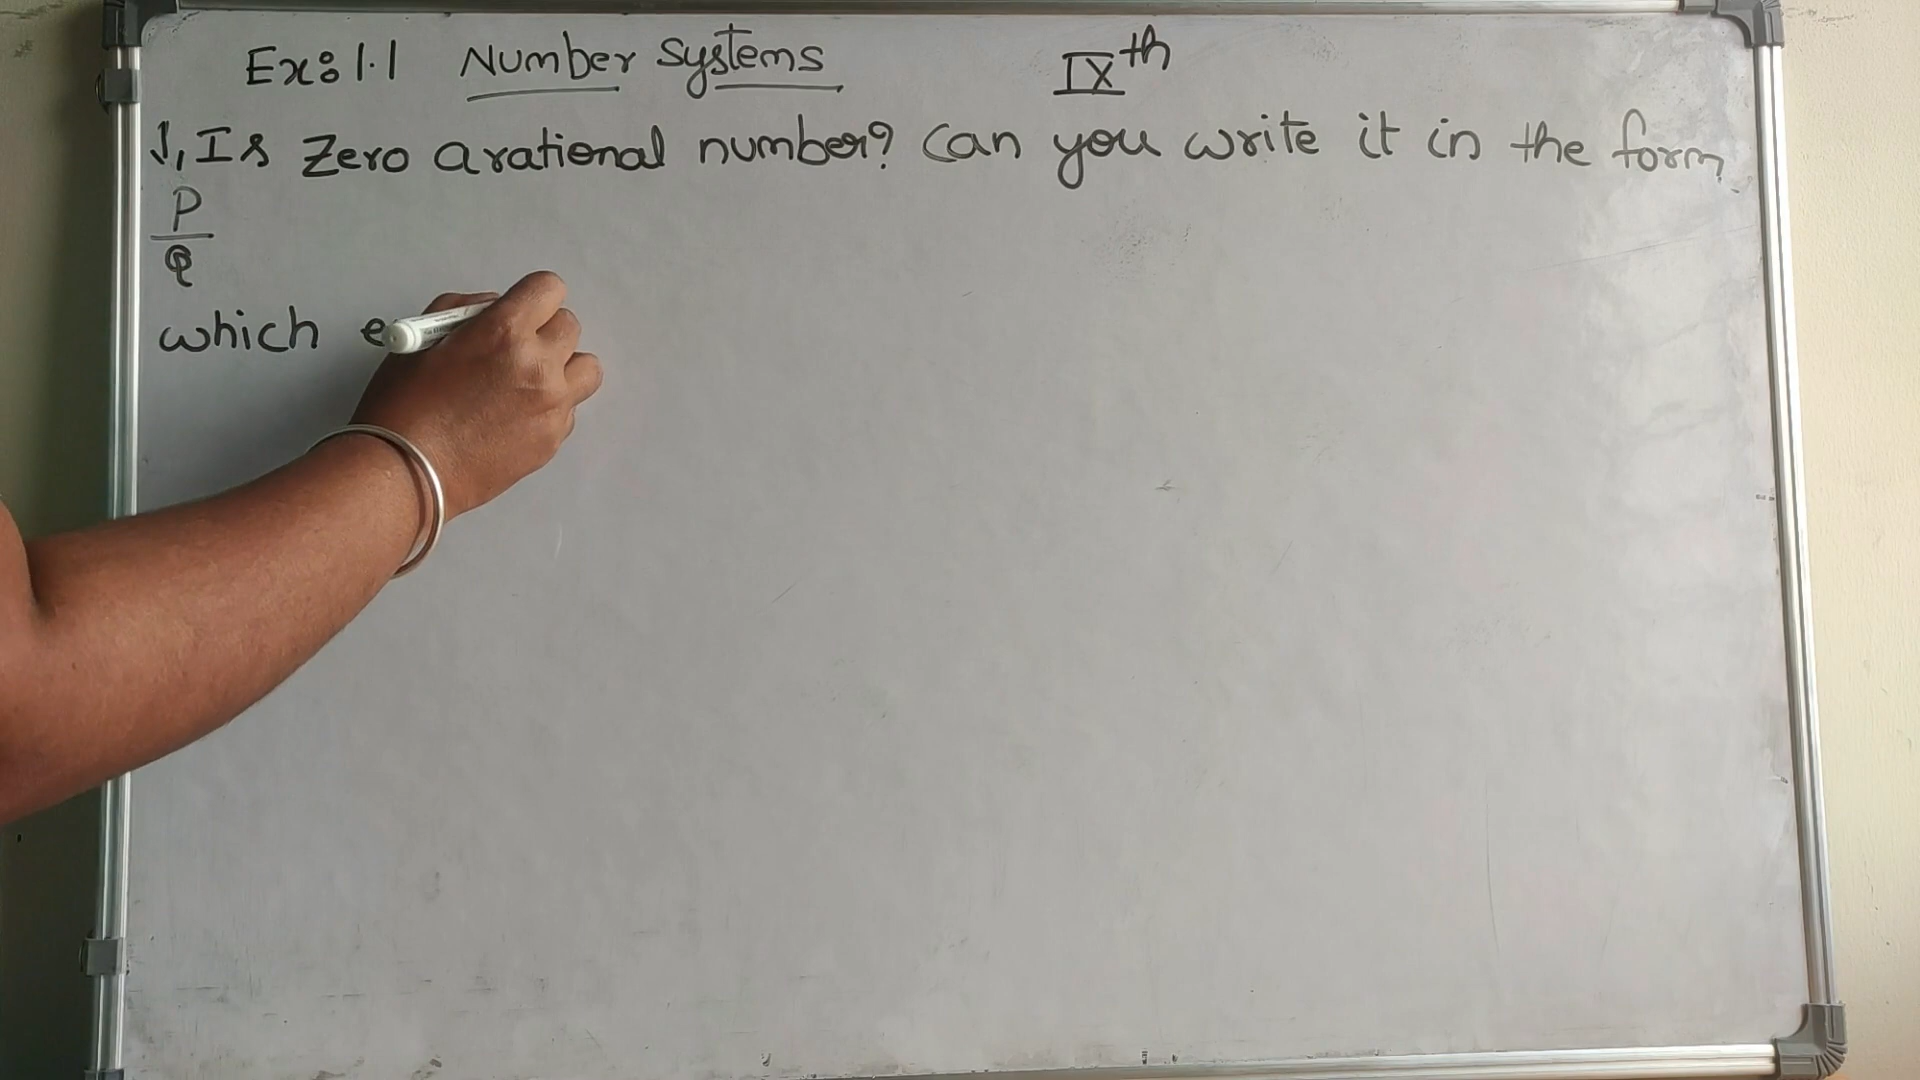 Ex: 1.1 Number Systems IXth
1, Is Zero a rational number? Can you write it in the form
P
Q
which e